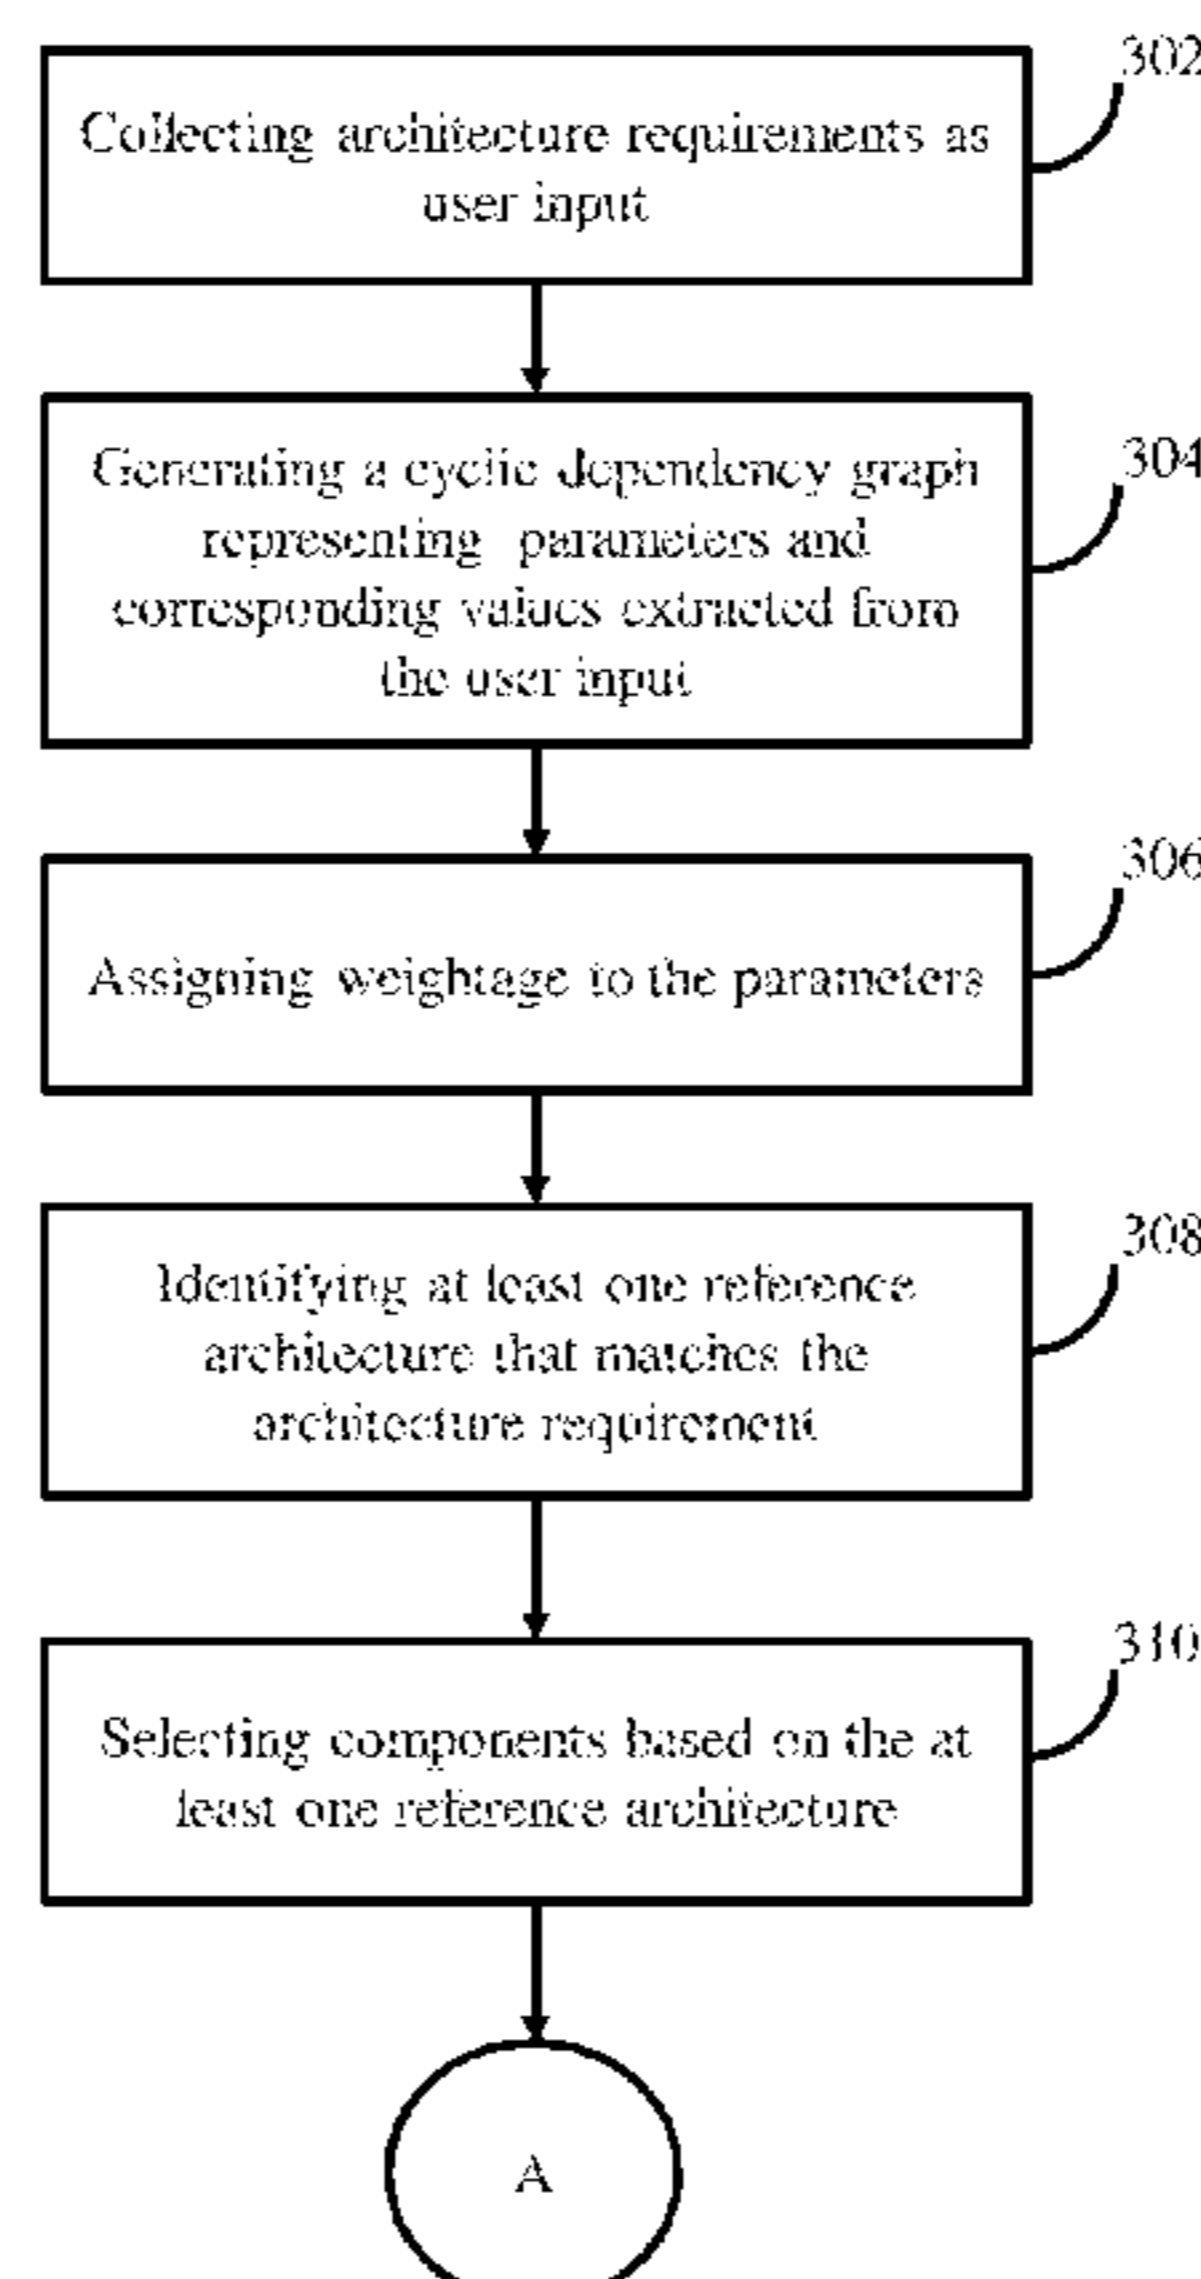 302
Collecting architecture requirements as
user input
304
Generating a cyclic dependency graph
representing parameters and
corresponding values extracted from
the user input
306
Assigning weightage to the parameters
308
Identifying at least one reference
architecture that matches the
architecture requirement
310
Selecting components based on the at
least one reference architecture
A